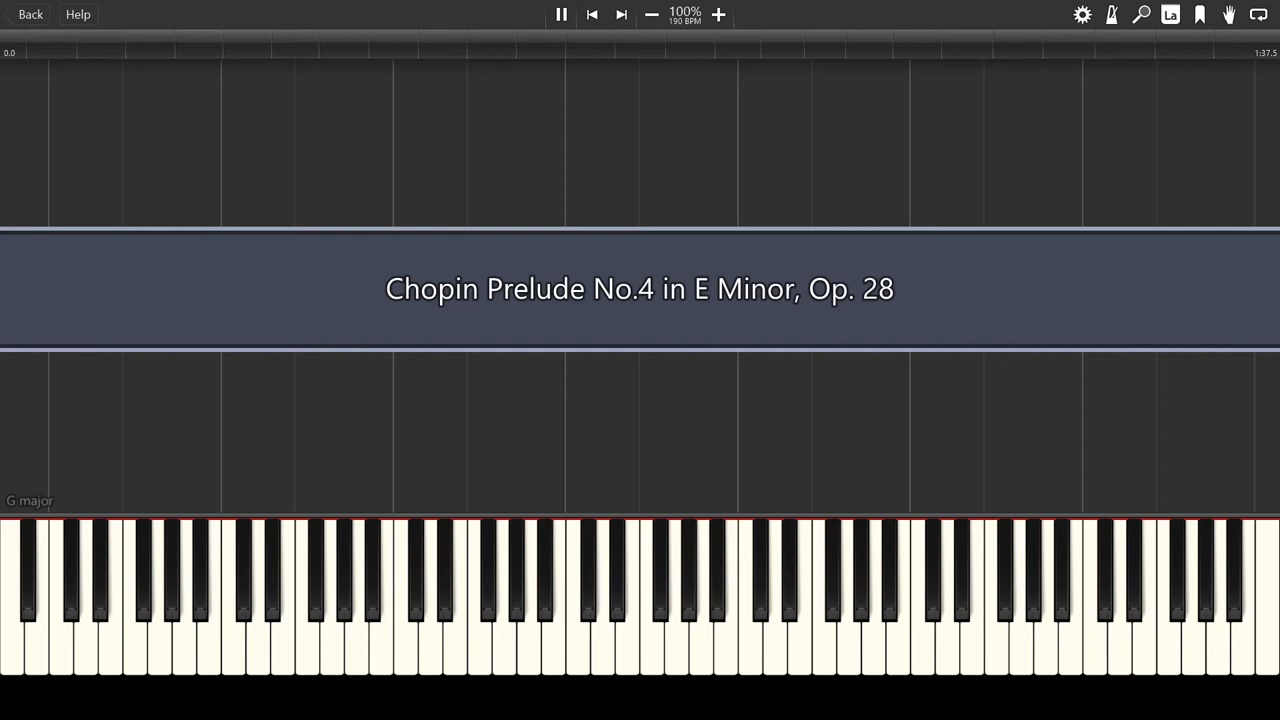 Back
Help
100%
190 BPM
La
0.0
1:37.5
Chopin Prelude No.4 in E Minor, Op. 28
G major